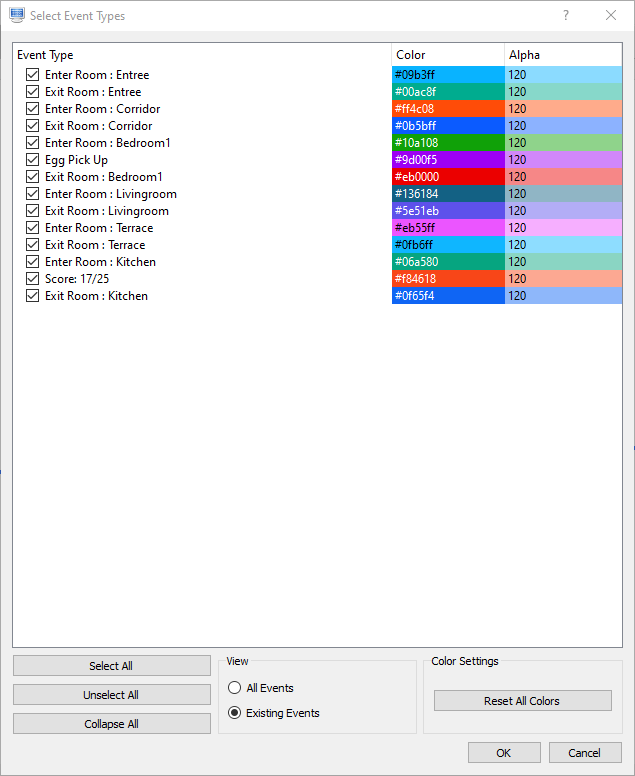 Select Event Types
Event Type Color Alpha
Enter Room : Entree #09b3ff 120
Exit Room : Entree #00ac8f 120
Enter Room : Corridor #ff4c08 120
Exit Room : Corridor #0b5bff 120
Enter Room : Bedroom1 #10a108 120
Egg Pick Up #9d00f5 120
Exit Room : Bedroom1 #eb0000 120
Enter Room : Livingroom #136184 120
Exit Room : Livingroom #5e51eb 120
Enter Room : Terrace #eb55ff 120
Exit Room : Terrace #0fb6ff 120
Enter Room : Kitchen #06a580 120
Score: 17/25 #f84618 120
Exit Room : Kitchen #0f65f4 120
Select All
Unselect All
Collapse All
View
All Events
Existing Events
Color Settings
Reset All Colors
OK Cancel